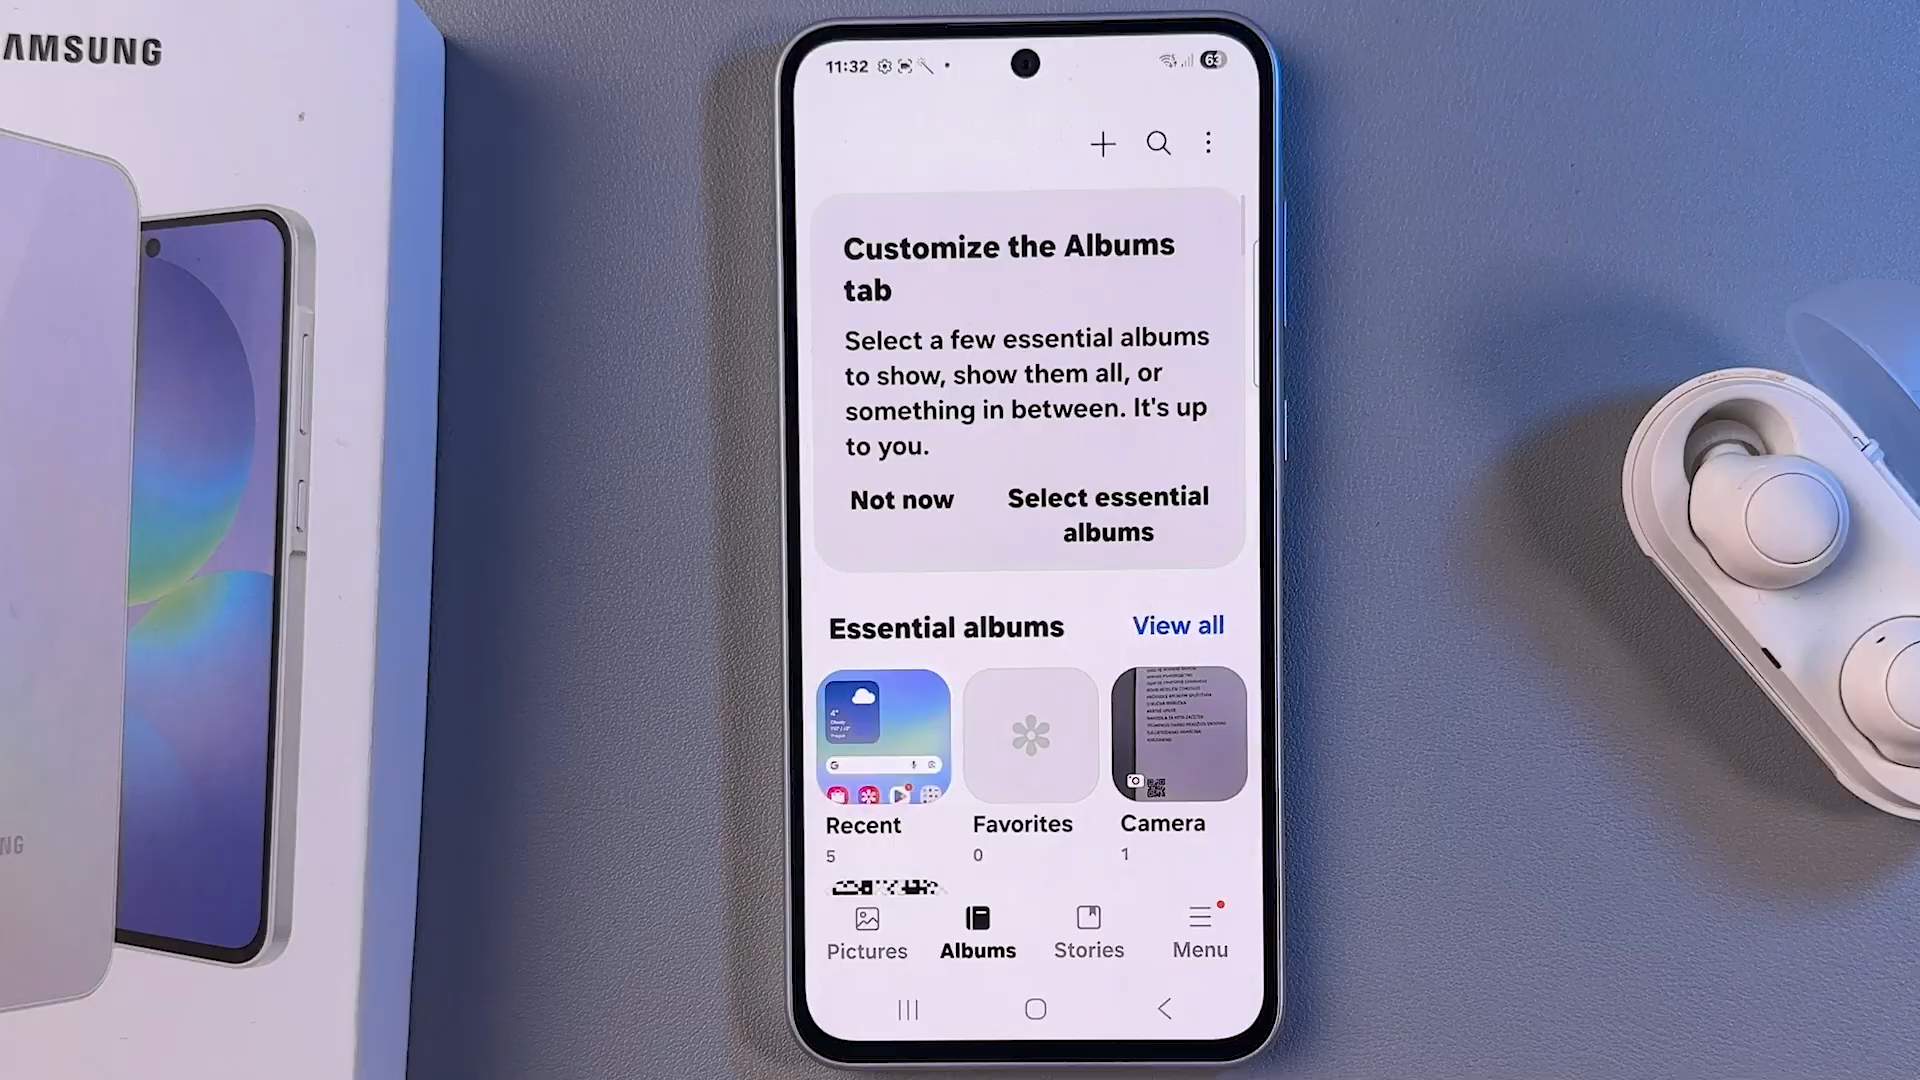 AMSUNG
NG
11:32
63
Customize the Albums
tab
Select a few essential albums
to show, show them all, or
something in between. It's up
to you.
Not now
Select essential
albums
Essential albums
View all
Recent
5
Favorites
0
Camera
1
Pictures
Albums
Stories
Menu